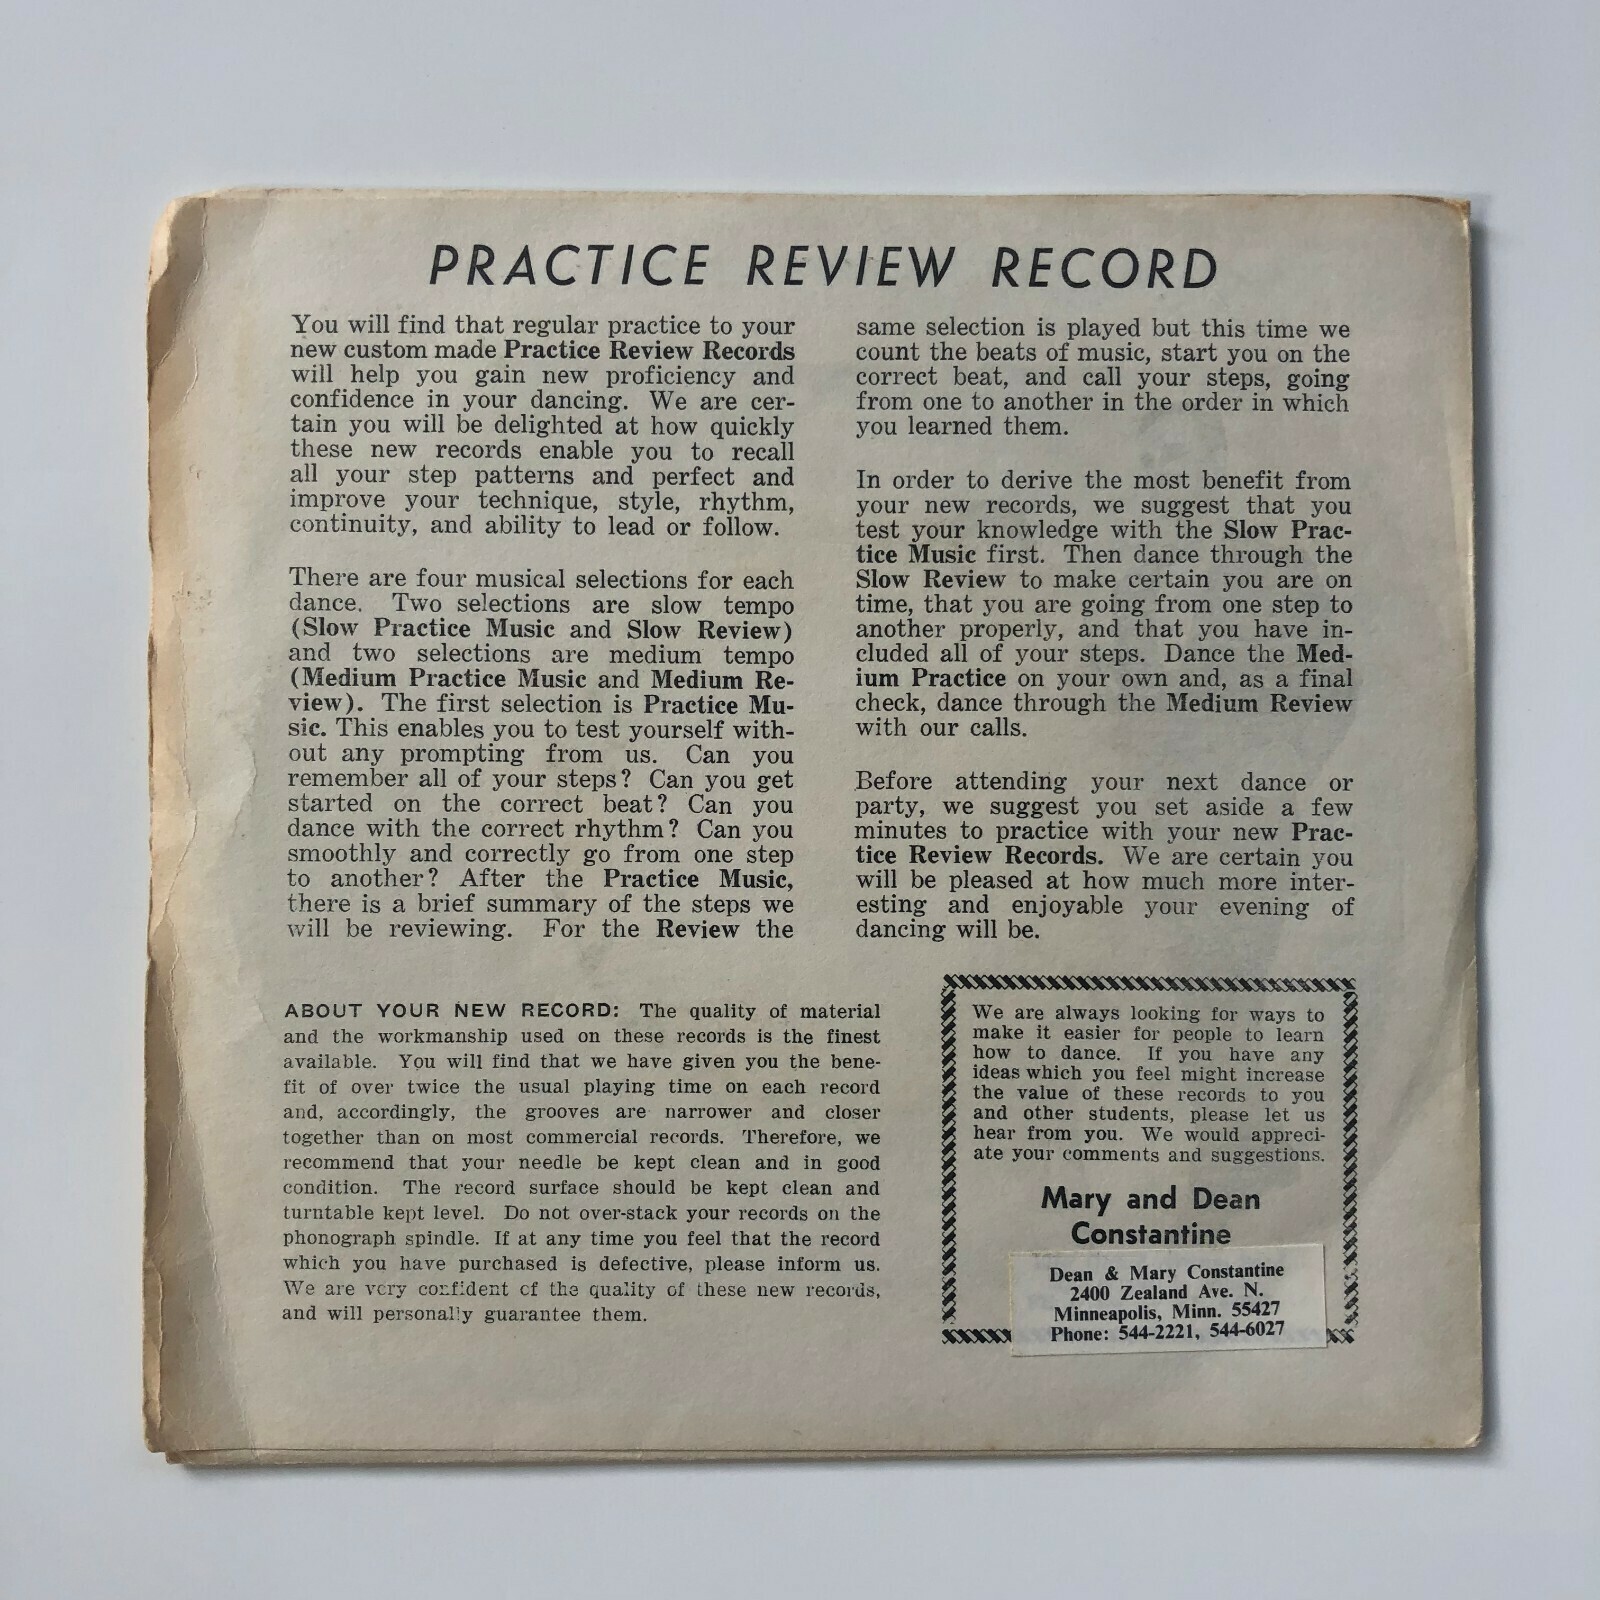 PRACTICE REVIEW RECORD
You will find that regular practice to your
new custom made Practice Review Records
will help you gain new proficiency and
confidence in your dancing. We are cer-
tain you will be delighted at how quickly
these new records enable you to recall
all your step patterns and perfect and
improve your technique, style, rhythm,
continuity, and ability to lead or follow.
There are four musical selections for each
dance. Two selections are slow tempo
(Slow Practice Music and Slow Review)
and two selections are medium tempo
(Medium Practice Music and Medium Re-
view). The first selection is Practice Mu-
sic. This enables you to test yourself with-
out any prompting from us. Can you
remember all of your steps? Can you get
started on the correct beat? Can you
dance with the correct rhythm? Can you
smoothly and correctly go from one step
to another? After the Practice Music,
there is a brief summary of the steps we
will be reviewing. For the Review the
same selection is played but this time we
count the beats of music, start you on the
correct beat, and call your steps, going
from one to another in the order in which
you learned them.
In order to derive the most benefit from
your new records, we suggest that you
test your knowledge with the Slow Prac-
tice Music first. Then dance through the
Slow Review to make certain you are on
time, that you are going from one step to
another properly, and that you have in-
cluded all of your steps. Dance the Med-
ium Practice on your own and, as a final
check, dance through the Medium Review
with our calls.
Before attending your next dance or
party, we suggest you set aside a few
minutes to practice with your new Prac-
tice Review Records. We are certain you
will be pleased at how much more inter-
esting and enjoyable your evening of
dancing will be.
ABOUT YOUR NEW RECORD: The quality of material
and the workmanship used on these records is the finest
available. You will find that we have given you the bene-
fit of over twice the usual playing time on each record
and, accordingly, the grooves are narrower and closer
together than on most commercial records. Therefore, we
recommend that your needle be kept clean and in good
condition. The record surface should be kept clean and
turntable kept level. Do not over-stack your records on the
phonograph spindle. If at any time you feel that the record
which you have purchased is defective, please inform us.
We are very confident of the quality of these new records,
and will personally guarantee them.
We are always looking for ways to
make it easier for people to learn
how to dance. If you have any
ideas which you feel might increase
the value of these records to you
and other students, please let us
hear from you. We would appreci-
ate your comments and suggestions.
Mary and Dean
Constantine
Dean & Mary Constantine
2400 Zealand Ave. N.
Minneapolis, Minn. 55427
Phone: 544-2221, 544-6027